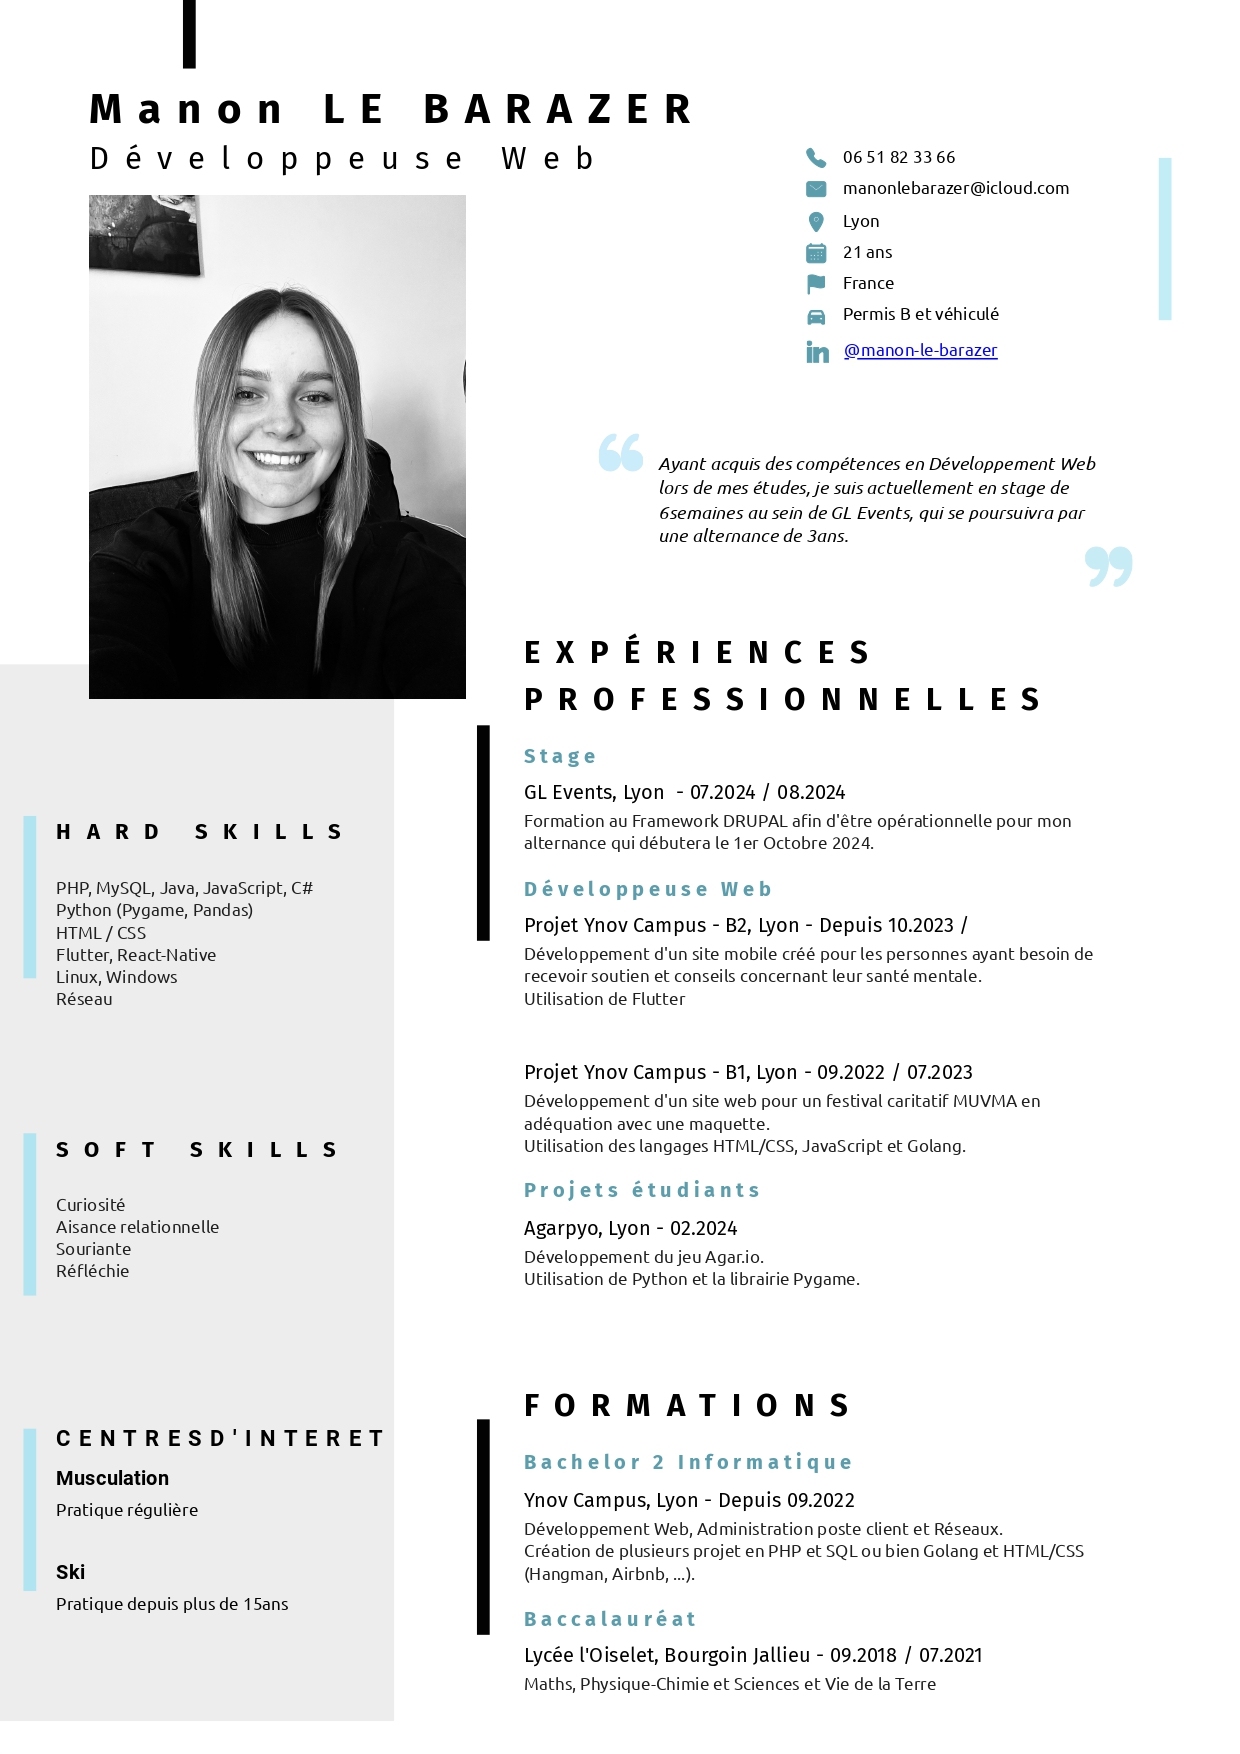 Manon LE BARAZER
Développeuse Web
06 51 82 33 66
manonlebarazer@icloud.com
Lyon
21 ans
France
Permis B et véhiculé
@manon-le-barazer
Ayant acquis des compétences en Développement Web
lors de mes études, je suis actuellement en stage de
6semaines au sein de GL Events, qui se poursuivra par
une alternance de 3ans.
EXPÉRIENCES
PROFESSIONNELLES
Stage
GL Events, Lyon - 07.2024 / 08.2024
Formation au Framework DRUPAL afin d'être opérationnelle pour mon
alternance qui débutera le 1er Octobre 2024.
Développeuse Web
Projet Ynov Campus - B2, Lyon - Depuis 10.2023 /
Développement d'un site mobile créé pour les personnes ayant besoin de
recevoir soutien et conseils concernant leur santé mentale.
Utilisation de Flutter
Projet Ynov Campus - B1, Lyon - 09.2022 / 07.2023
Développement d'un site web pour un festival caritatif MUVMA en
adéquation avec une maquette.
Utilisation des langages HTML/CSS, JavaScript et Golang.
Projets étudiants
Agarpyo, Lyon - 02.2024
Développement du jeu Agar.io.
Utilisation de Python et la librairie Pygame.
FORMATIONS
Bachelor 2 Informatique
Ynov Campus, Lyon - Depuis 09.2022
Développement Web, Administration poste client et Réseaux.
Création de plusieurs projet en PHP et SQL ou bien Golang et HTML/CSS
(Hangman, Airbnb, ...).
Baccalauréat
Lycée l'Oiselet, Bourgoin Jallieu - 09.2018 / 07.2021
Maths, Physique-Chimie et Sciences et Vie de la Terre
HARD SKILLS
PHP, MySQL, Java, JavaScript, C#
Python (Pygame, Pandas)
HTML / CSS
Flutter, React-Native
Linux, Windows
Réseau
SOFT SKILLS
Curiosité
Aisance relationnelle
Souriante
Réfléchie
CENTRESD'INTERET
Musculation
Pratique régulière
Ski
Pratique depuis plus de 15ans